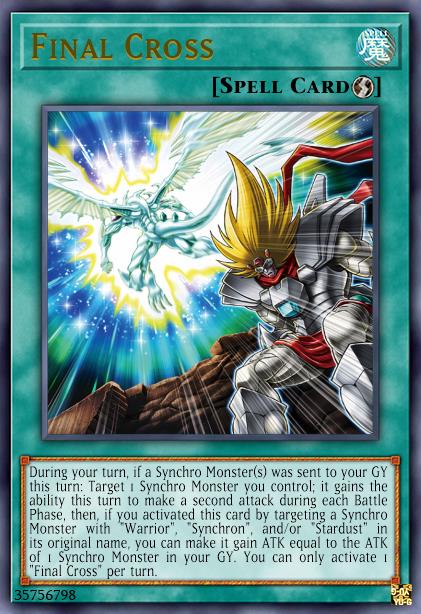 FINAL CROSS
SPELL
魔
[SPELL CARD]
During your turn, if a Synchro Monster(s) was sent to your GY
this turn: Target 1 Synchro Monster you control; it gains the
ability this turn to make a second attack during each Battle
Phase, then, if you activated this card by targeting a Synchro
Monster with "Warrior", "Synchron", and/or "Stardust" in
its original name, you can make it gain ATK equal to the ATK
of 1 Synchro Monster in your GY. You can only activate 1
"Final Cross" per turn.
35756798